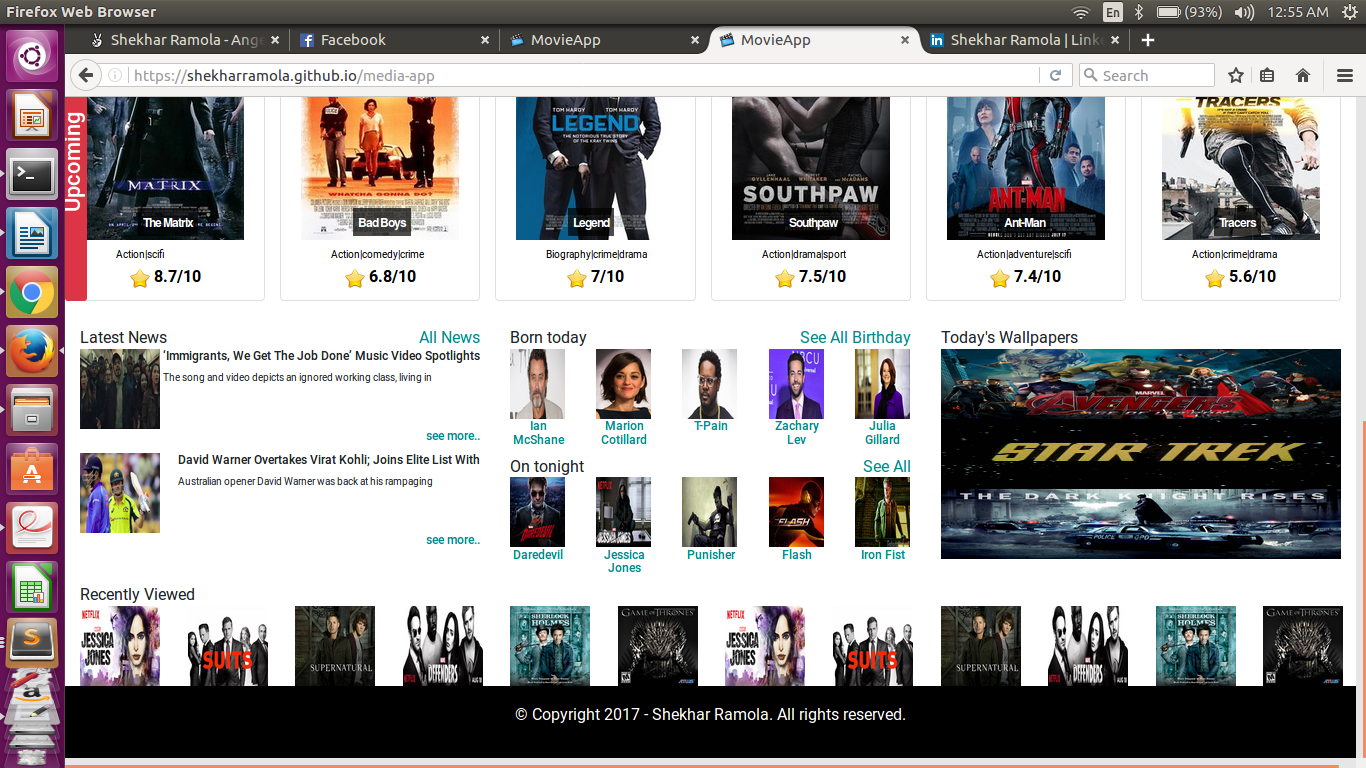 Firefox Web Browser
En
(93%)
12:55 AM
Shekhar Ramola - Ange
Facebook
MovieApp
MovieApp
Shekhar Ramola | Linke
https://shekharramola.github.io/media-app
Search
Upcoming
MATRIX
The Matrix
Action|scifi
8.7/10
WHATCHA GONNA DO?
Bad Boys
Action|comedy|crime
6.8/10
TOM HARDY TOM HARDY
LEGEND
THE NOTORIOUS TRUE STORY OF THE KRAY TWINS
Legend
Biography|crime|drama
7/10
SOUTHPAW
Southpaw
Action|drama|sport
7.5/10
ANT-MAN
Ant-Man
Action|adventure|scifi
7.4/10
TRACERS
Tracers
Action|crime|drama
5.6/10
Latest News
All News
‘Immigrants, We Get The Job Done’ Music Video Spotlights
The song and video depicts an ignored working class, living in
see more..
David Warner Overtakes Virat Kohli; Joins Elite List With
Australian opener David Warner was back at his rampaging
see more..
Born today
See All Birthday
Ian
McShane
Marion
Cotillard
T-Pain
Zachary
Lev
Julia
Gillard
On tonight
See All
Daredevil
Jessica
Jones
Punisher
Flash
Iron Fist
Today's Wallpapers
MARVEL
AVENGERS
STAR TREK
THE DARK KNIGHT RISES
POLICE GPD
Recently Viewed
NETFLIX
JESSICA
JONES
SUITS
SUPERNATURAL
DEFENDERS
SHERLOCK
HOLMES
GAME OF THRONES
NETFLIX
JESSICA
JONES
SUITS
SUPERNATURAL
DEFENDERS
SHERLOCK
HOLMES
GAME OF THRONES
© Copyright 2017 - Shekhar Ramola. All rights reserved.